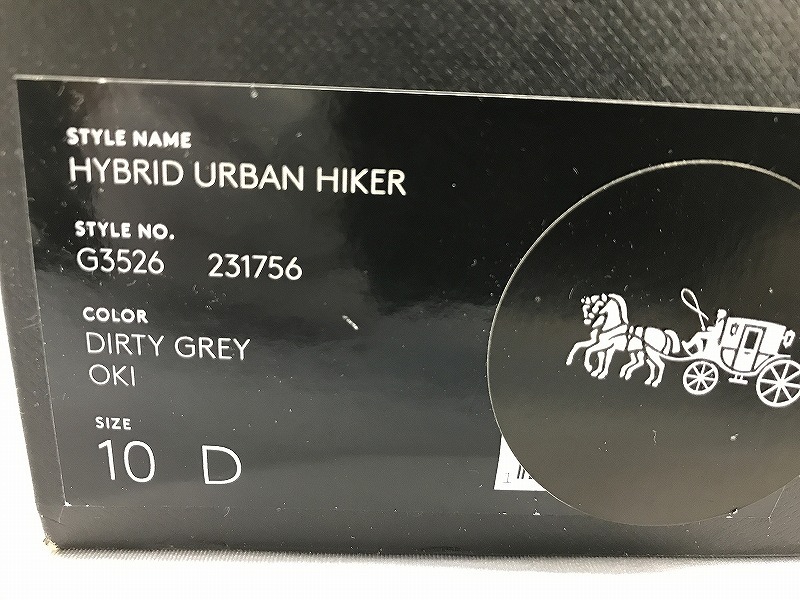 STYLE NAME
HYBRID URBAN HIKER
STYLE NO.
G3526 231756
COLOR
DIRTY GREY
OKI
SIZE
10 D